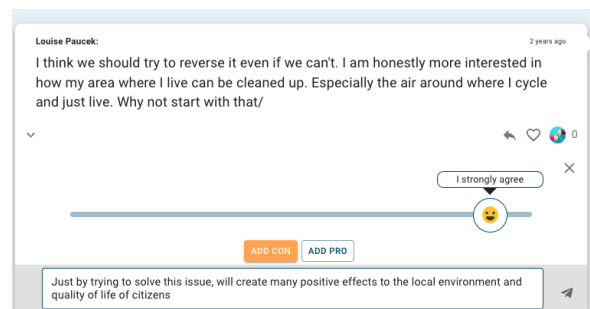 Louise Paucek:
2 years ago
I think we should try to reverse it even if we can't. I am honestly more interested in
how my area where I live can be cleaned up. Especially the air around where I cycle
and just live. Why not start with that/
0
I strongly agree
ADD CON
ADD PRO
Just by trying to solve this issue, will create many positive effects to the local environment and
quality of life of citizens